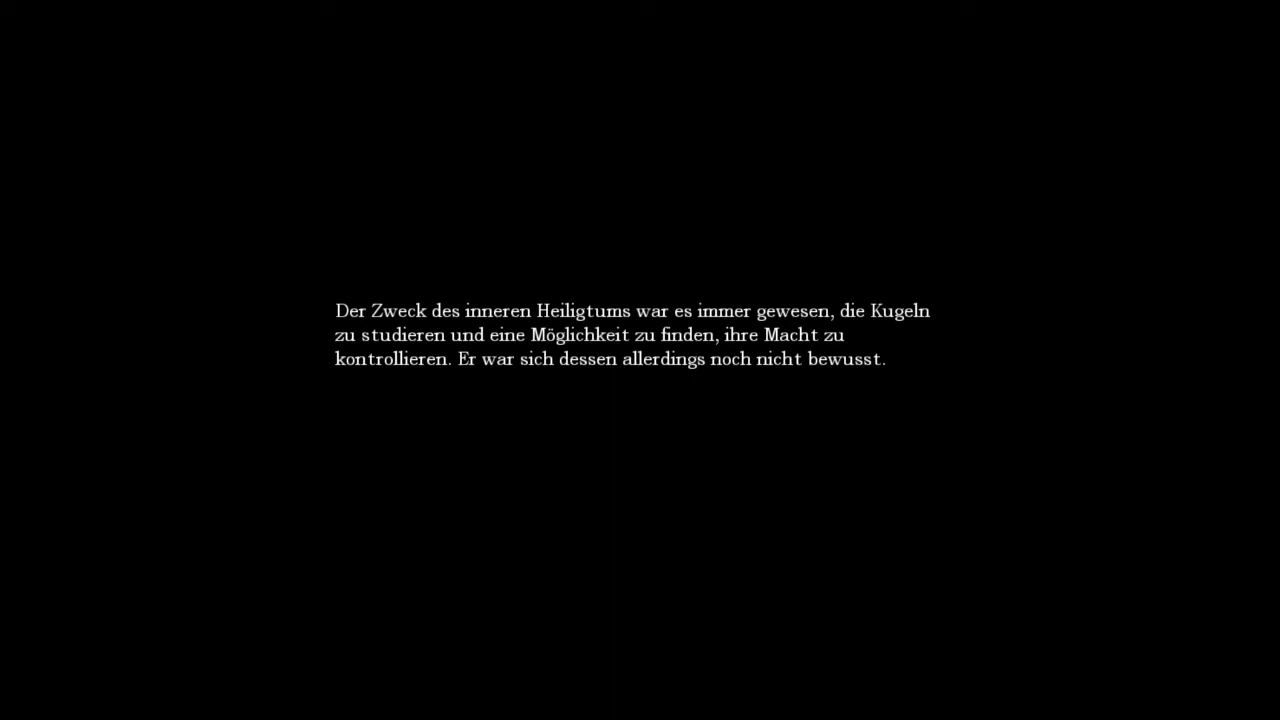 Der Zweck des inneren Heiligtums war es immer gewesen, die Kugeln
zu studieren und eine Möglichkeit zu finden, ihre Macht zu
kontrollieren. Er war sich dessen allerdings noch nicht bewusst.